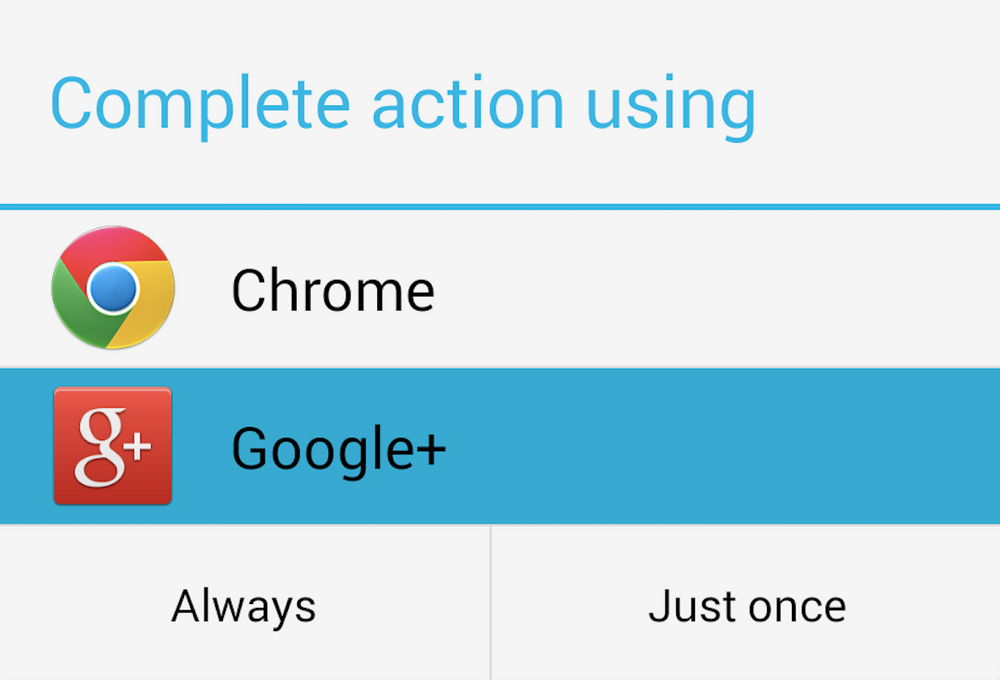 Complete action using
Chrome
g+
Google+
Always
Just once